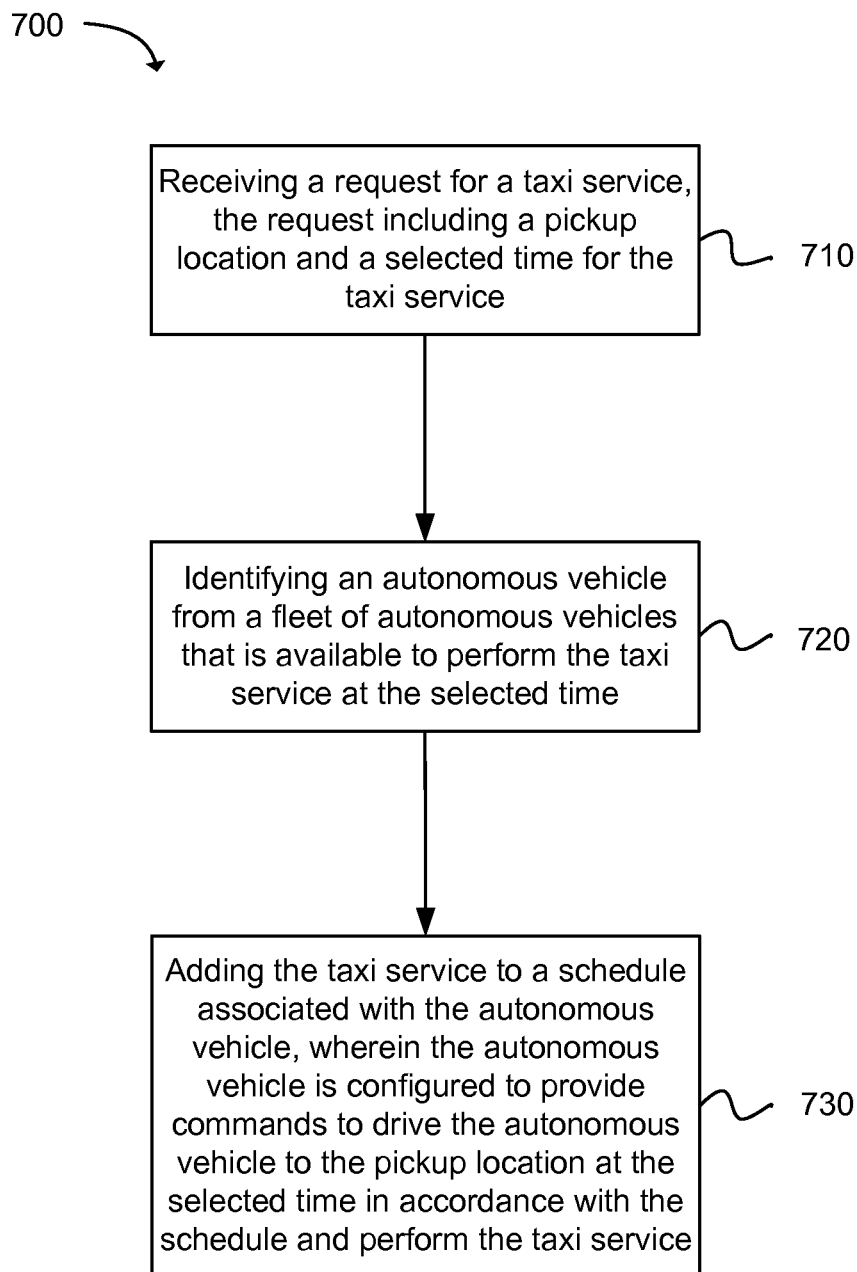 700
Receiving a request for a taxi service,
the request including a pickup
location and a selected time for the
taxi service
710
Identifying an autonomous vehicle
from a fleet of autonomous vehicles
that is available to perform the taxi
service at the selected time
720
Adding the taxi service to a schedule
associated with the autonomous
vehicle, wherein the autonomous
vehicle is configured to provide
commands to drive the autonomous
vehicle to the pickup location at the
selected time in accordance with the
schedule and perform the taxi service
730